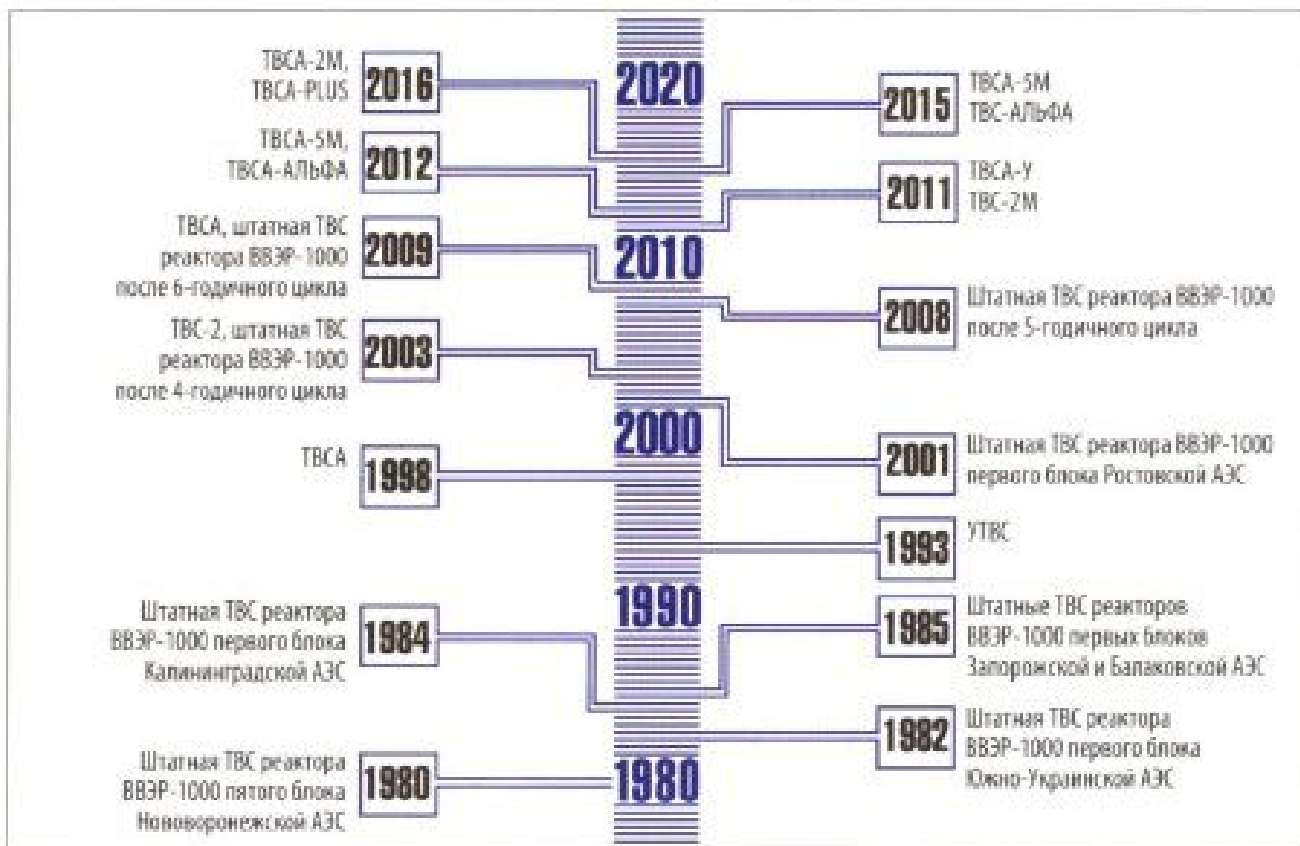 2020
ТВСА-2М,
ТВСА-PLUS
2016
2015
ТВСА-5М
ТВС-АЛЬФА
ТВСА-5М,
ТВСА-АЛЬФА
2012
2011
ТВСА-У
ТВС-2М
2010
ТВСА, штатная ТВС
реактора ВВЭР-1000
после 6-годичного цикла
2009
2008
Штатная ТВС реактора ВВЭР-1000
после 5-годичного цикла
ТВС-2, штатная ТВС
реактора ВВЭР-1000
после 4-годичного цикла
2003
2000
2001
Штатная ТВС реактора ВВЭР-1000
первого блока Ростовской АЭС
ТВСА
1998
1993
УТВС
1990
Штатная ТВС реактора
ВВЭР-1000 первого блока
Калининградской АЭС
1984
1985
Штатные ТВС реакторов
ВВЭР-1000 первых блоков
Запорожской и Балаковской АЭС
1982
Штатная ТВС реактора
ВВЭР-1000 первого блока
Южно-Украинской АЭС
Штатная ТВС реактора
ВВЭР-1000 пятого блока
Нововоронежской АЭС
1980
1980